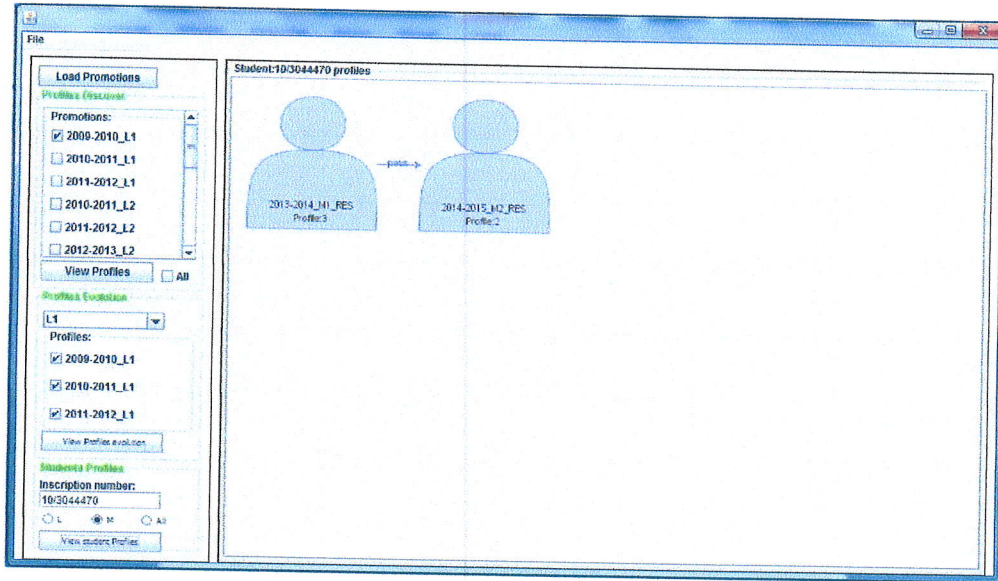 File
Load Promotions
Profiles Discover
Promotions:
2009-2010_L1
2010-2011_L1
2011-2012_L1
2010-2011_L2
2011-2012_L2
2012-2013_L2
View Profiles
All
Profiles Evolution
L1
Profiles:
2009-2010_L1
2010-2011_L1
2011-2012_L1
View Profiles evolution
Students Profiles
Inscription number:
10/3044470
L M All
View student Profiles
Student:10/3044470 profiles
2013-2014_M1_RES
Profile:3
pass
2014-2015_M2_RES
Profile:2